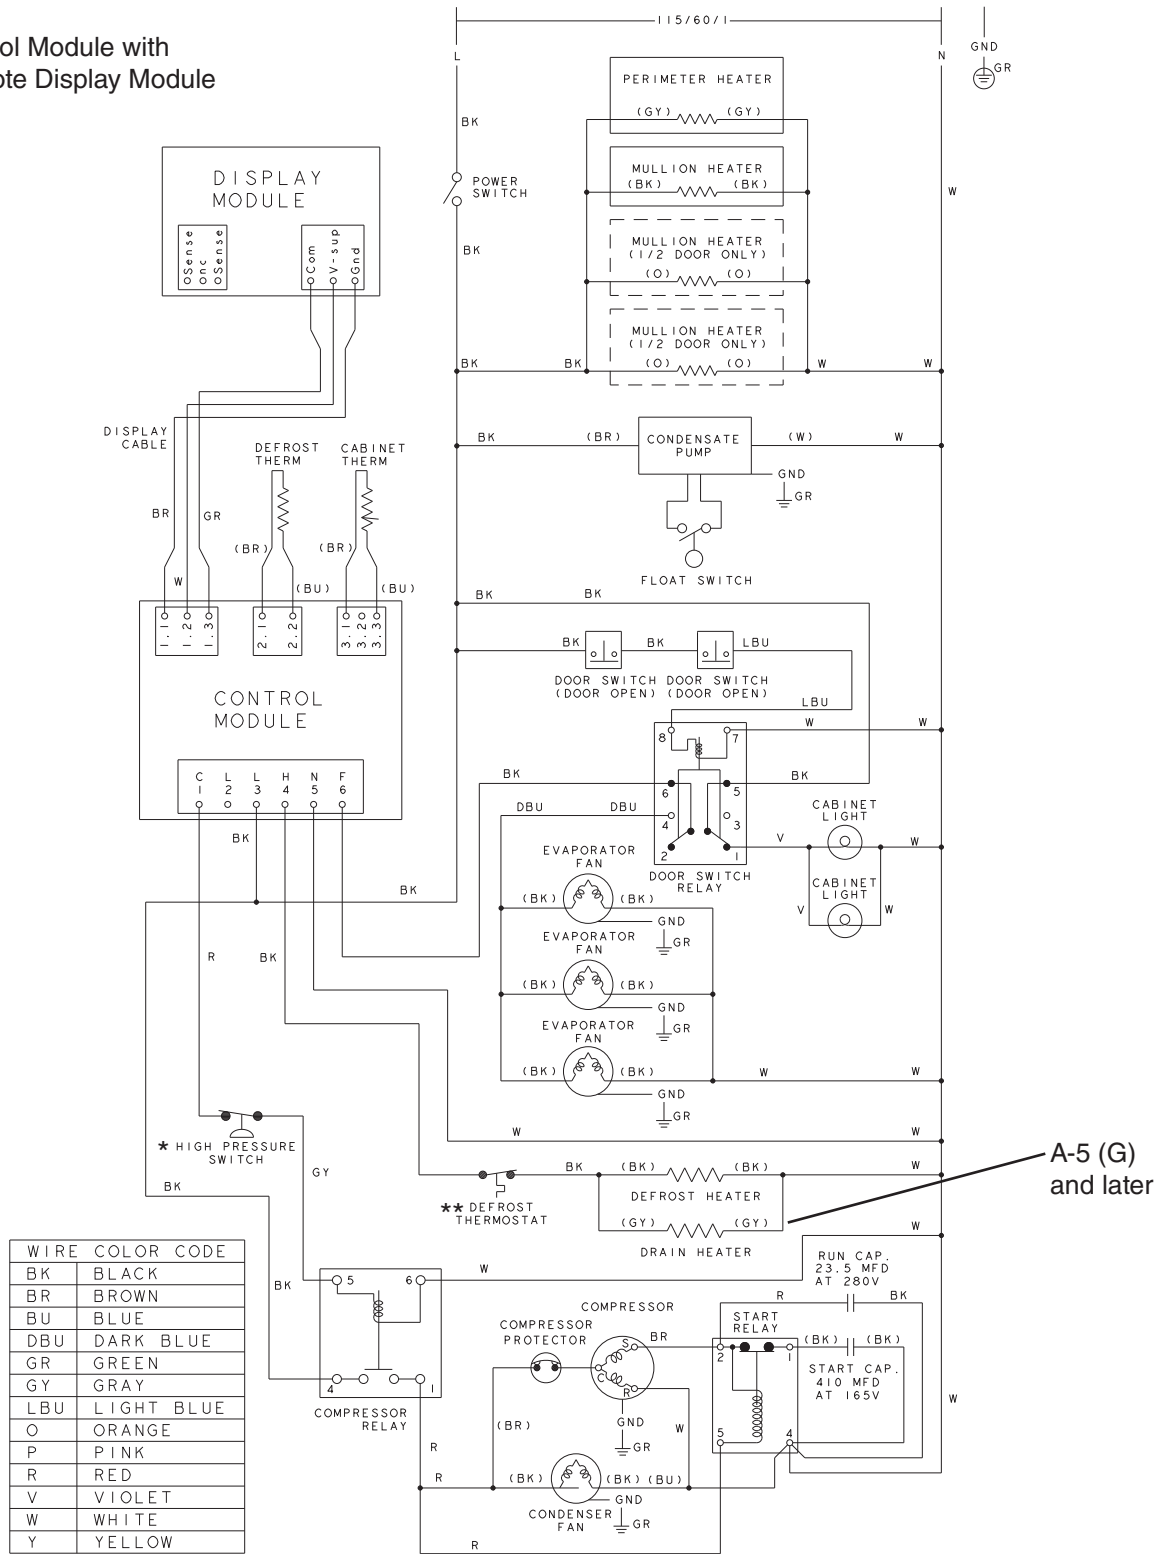 ol Module with
ote Display Module
115/60/1
L
N
GND
GR
PERIMETER HEATER
(GY) (GY)
BK
MULLION HEATER
(BK) (BK)
POWER
SWITCH
W
BK
MULLION HEATER
(1/2 DOOR ONLY)
(O) (O)
MULLION HEATER
(1/2 DOOR ONLY)
(O) (O)
BK BK W W
DISPLAY
MODULE
Sense
nc
Sense
Com
V-sup
Gnd
DISPLAY
CABLE
DEFROST
THERM
CABINET
THERM
BK (BR) CONDENSATE
PUMP
(W) W
GND
GR
FLOAT SWITCH
BR GR
W
(BR) (BR)
(BU) (BU)
1.1
1.2
1.3
2.1
2.2
3.1
3.2
3.3
CONTROL
MODULE
C L L H N F
1 2 3 4 5 6
BK BK
BK BK LBU
DOOR SWITCH DOOR SWITCH
(DOOR OPEN) (DOOR OPEN)
LBU
W W
8 7
BK 6 5 BK
DBU DBU 4 3
2 1
DOOR SWITCH
RELAY
CABINET
LIGHT
V W
CABINET
LIGHT
V W
BK
BK
R BK
EVAPORATOR
FAN
(BK) (BK)
GND
GR
EVAPORATOR
FAN
(BK) (BK)
GND
GR
EVAPORATOR
FAN
(BK) (BK) W W
GND
GR
W W
* HIGH PRESSURE
SWITCH
GY
BK
BK (BK) (BK) W
DEFROST HEATER
** DEFROST
THERMOSTAT
(GY) (GY)
DRAIN HEATER
A-5 (G)
and later
W
W
BK
5 6
4 1
COMPRESSOR
RELAY
R
R
R
COMPRESSOR
COMPRESSOR
PROTECTOR
S
C
R
BR
GND
GR
W
(BR)
(BK) (BK) (BU)
GND
CONDENSER
FAN
GR
RUN CAP.
23.5 MFD
AT 280V
R BK
START
RELAY
(BK) (BK)
2 1
START CAP.
410 MFD
AT 165V
5 4
W
WIRE COLOR CODE
BK BLACK
BR BROWN
BU BLUE
DBU DARK BLUE
GR GREEN
GY GRAY
LBU LIGHT BLUE
O ORANGE
P PINK
R RED
V VIOLET
W WHITE
Y YELLOW